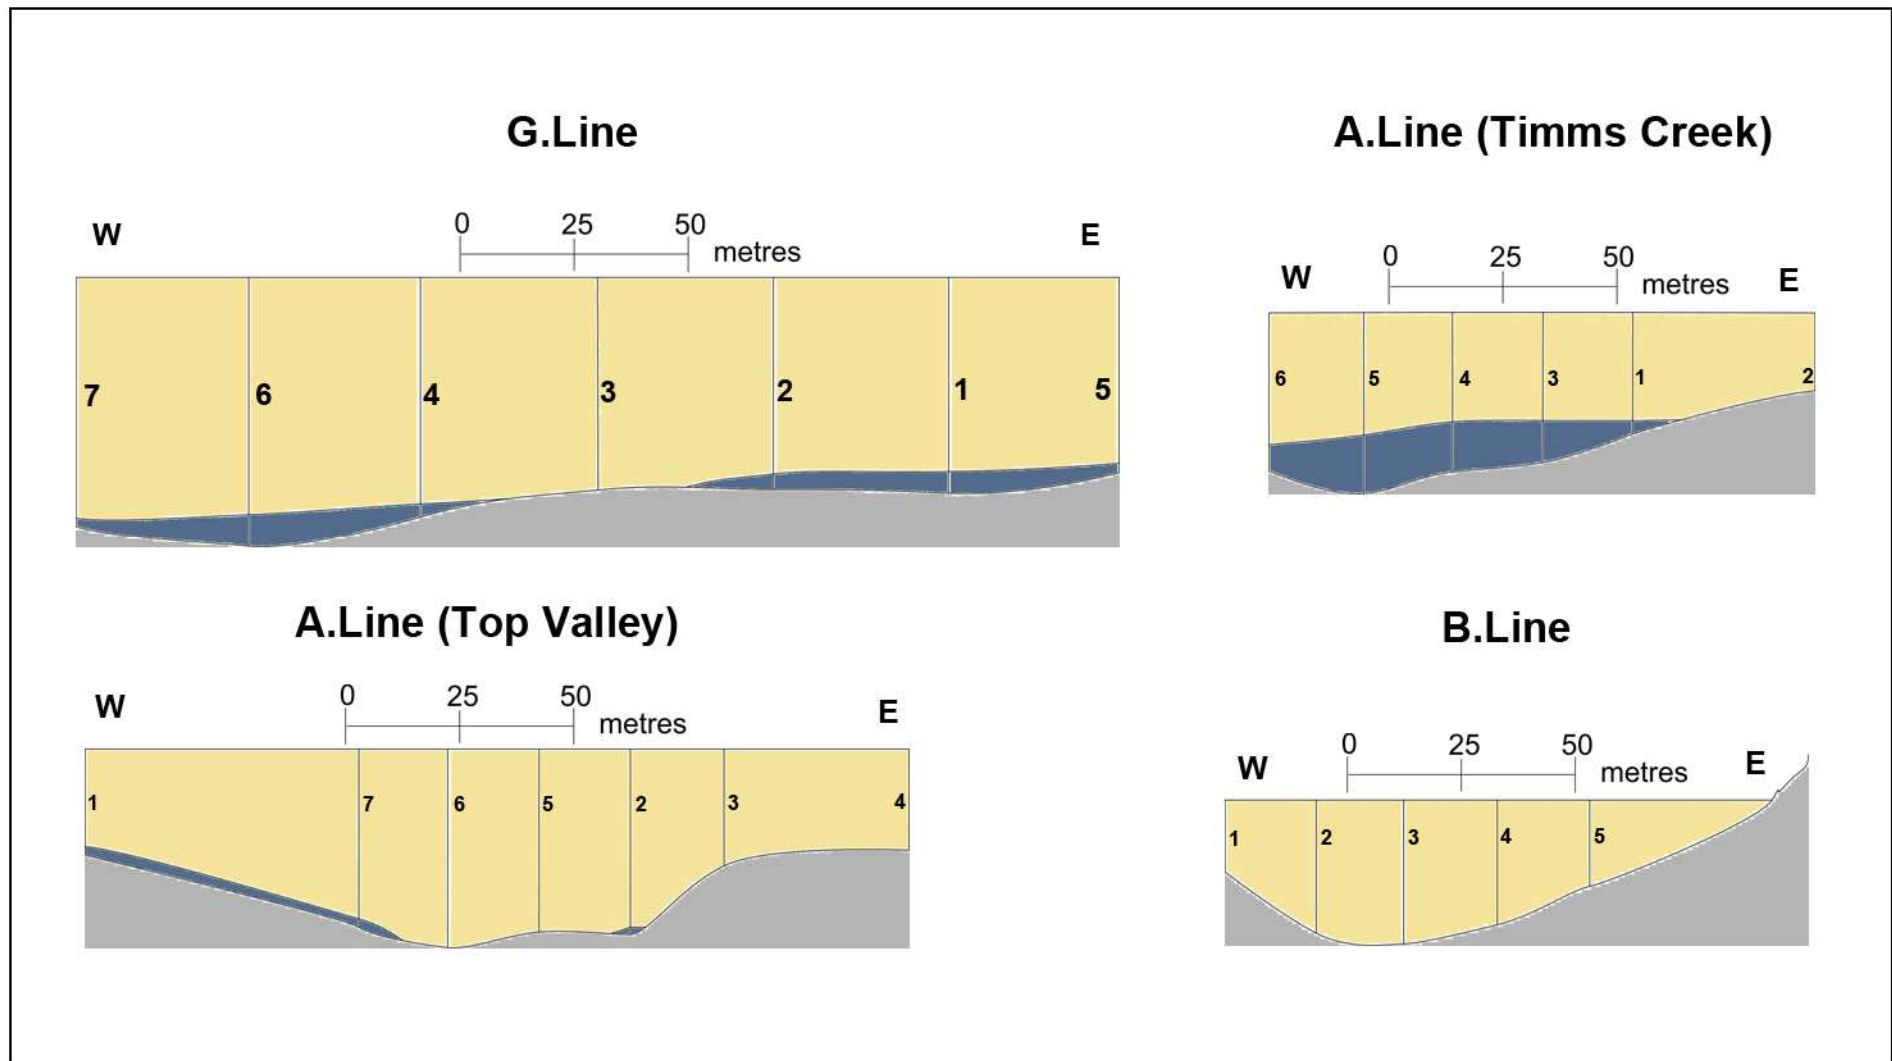 G.Line
W
0 25 50
metres
E
7 6 4 3 2 1 5
A.Line (Timms Creek)
W
0 25 50
metres
E
6 5 4 3 1 2
A.Line (Top Valley)
W
0 25 50
metres
E
1 7 6 5 2 3 4
B.Line
W
0 25 50
metres
E
1 2 3 4 5